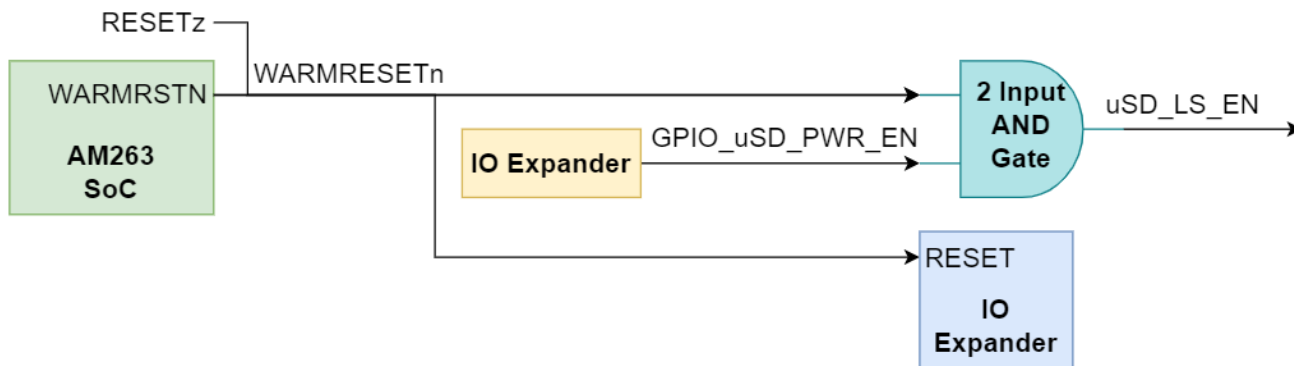 RESETz
WARMRSTN
AM263
SoC
WARMRESETn
IO Expander
GPIO_uSD_PWR_EN
2 Input
AND
Gate
uSD_LS_EN
RESET
IO
Expander